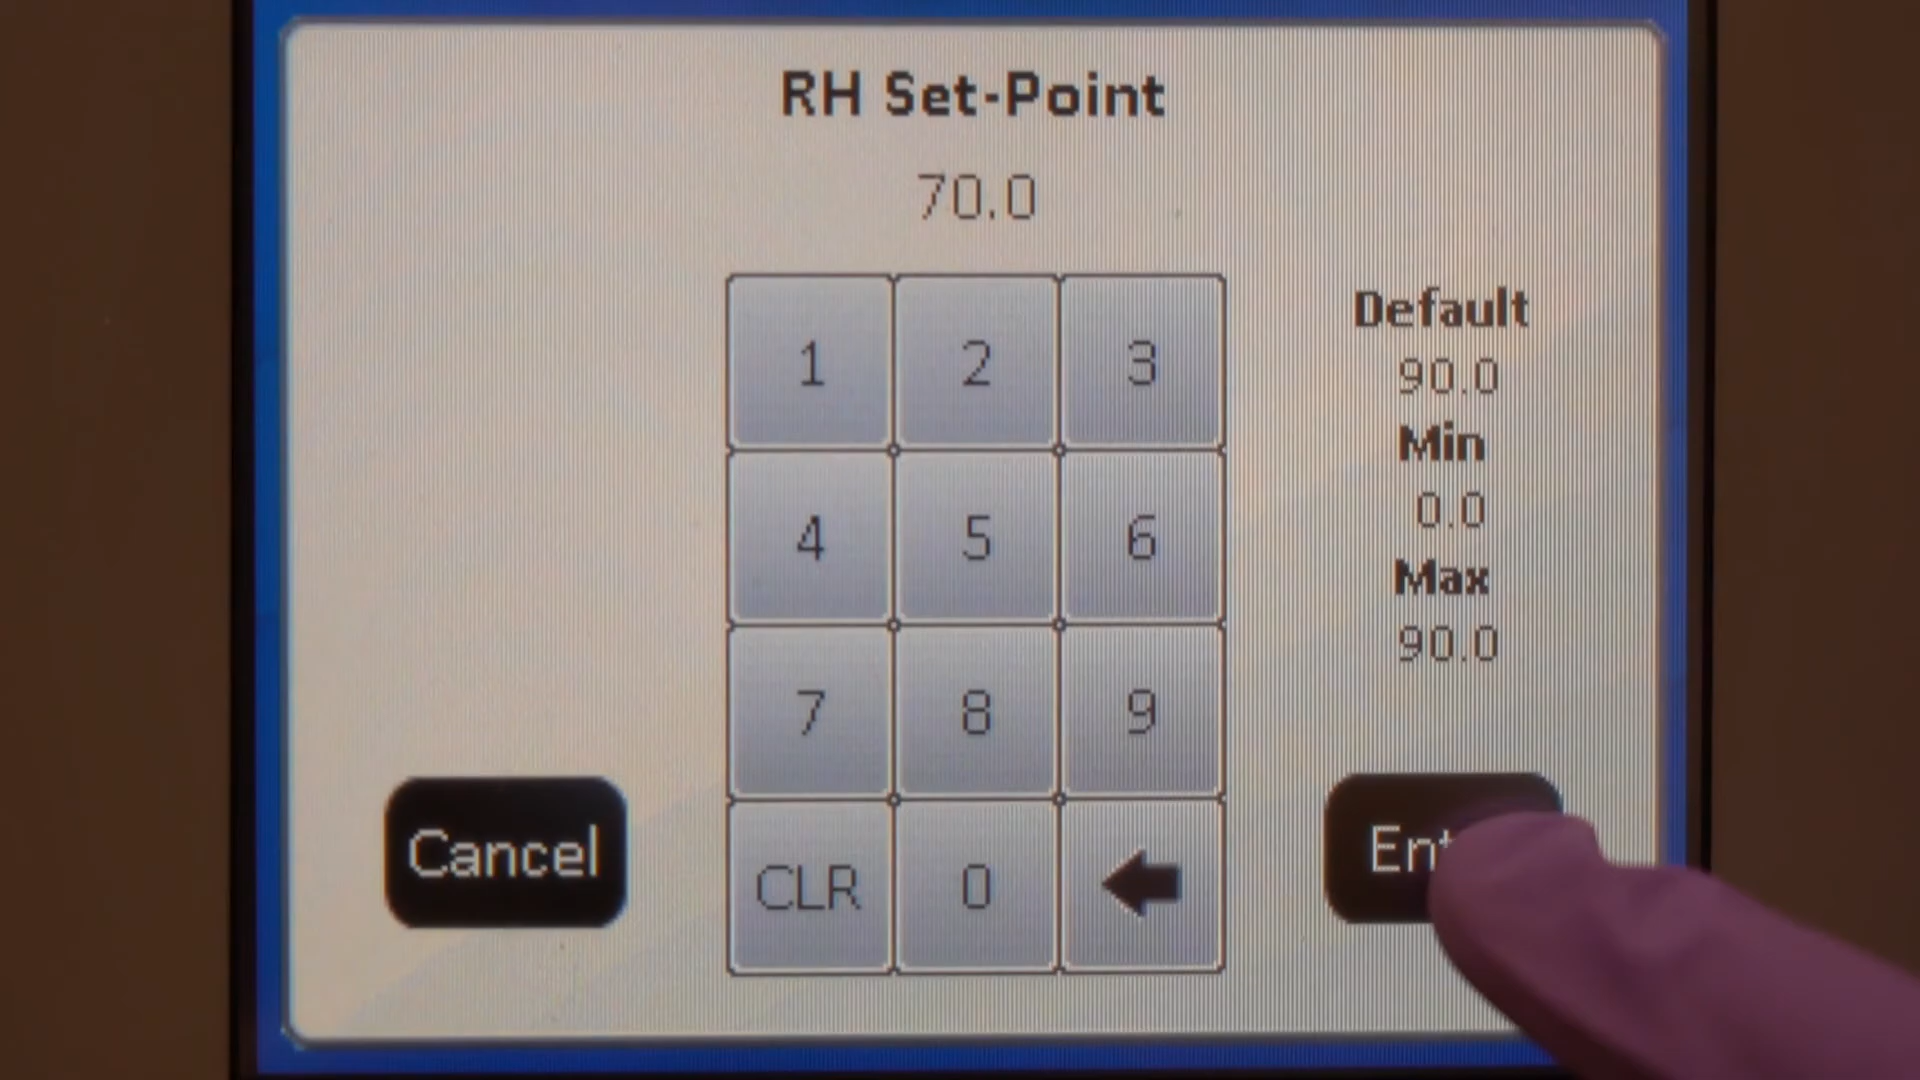 RH Set-Point
70.0
1 2 3
4 5 6
7 8 9
CLR 0
Default
90.0
Min
0.0
Max
90.0
Cancel